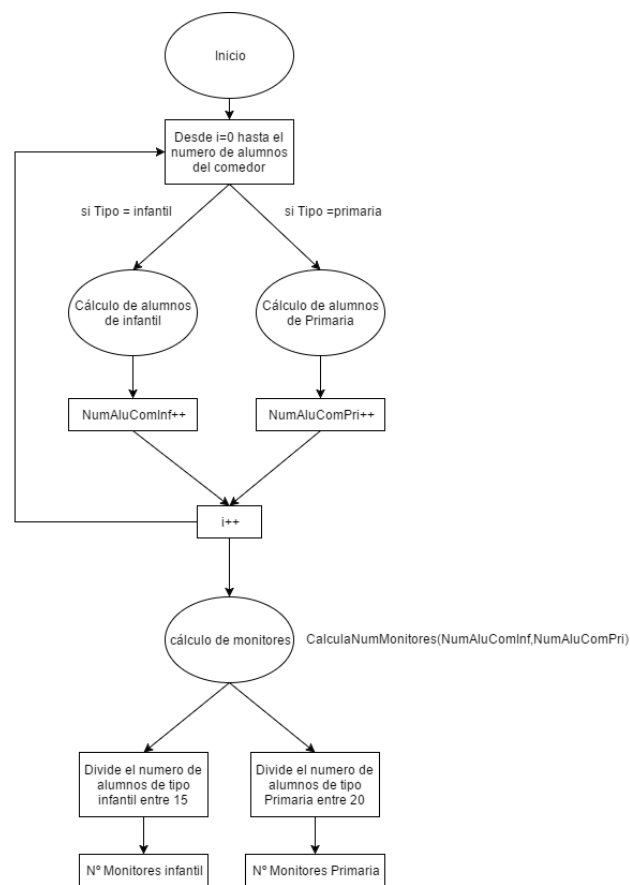 Inicio
Desde i=0 hasta el
numero de alumnos
del comedor
si Tipo = infantil
si Tipo =primaria
Cálculo de alumnos
de infantil
Cálculo de alumnos
de Primaria
NumAluComInf++
NumAluComPri++
i++
cálculo de monitores
CalculaNumMonitores(NumAluComInf,NumAluComPri)
Divide el numero de
alumnos de tipo
infantil entre 15
Divide el numero de
alumnos de tipo
Primaria entre 20
Nº Monitores infantil
Nº Monitores Primaria